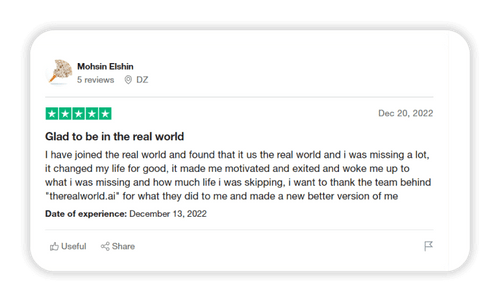 Mohsin Elshin
5 reviews DZ
Dec 20, 2022
Glad to be in the real world
I have joined the real world and found that it us the real world and i was missing a lot,
it changed my life for good, it made me motivated and exited and woke me up to
what i was missing and how much life i was skipping, i want to thank the team behind
"therealworld.ai" for what they did to me and made a new better version of me
Date of experience: December 13, 2022
Useful Share